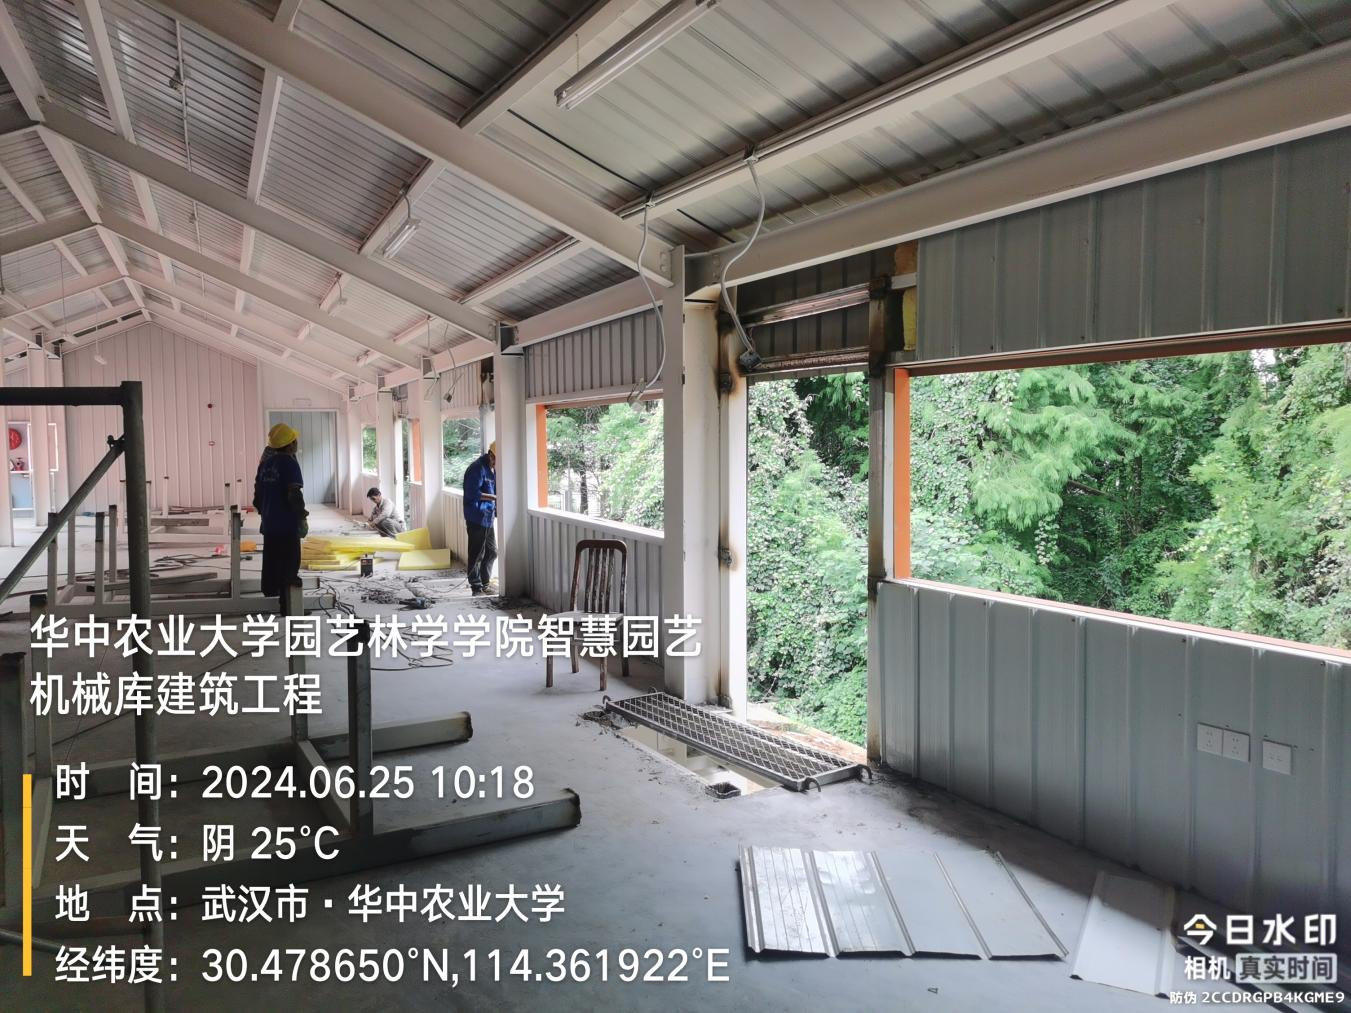 华中农业大学园艺林学学院智慧园艺
机械库建筑工程
时 间：2024.06.25 10:18
天 气：阴 25°C
地 点：武汉市·华中农业大学
经纬度：30.478650°N,114.361922°E
今日水印
相机 真实时间
防伪 2CCDRGPB4KGME9